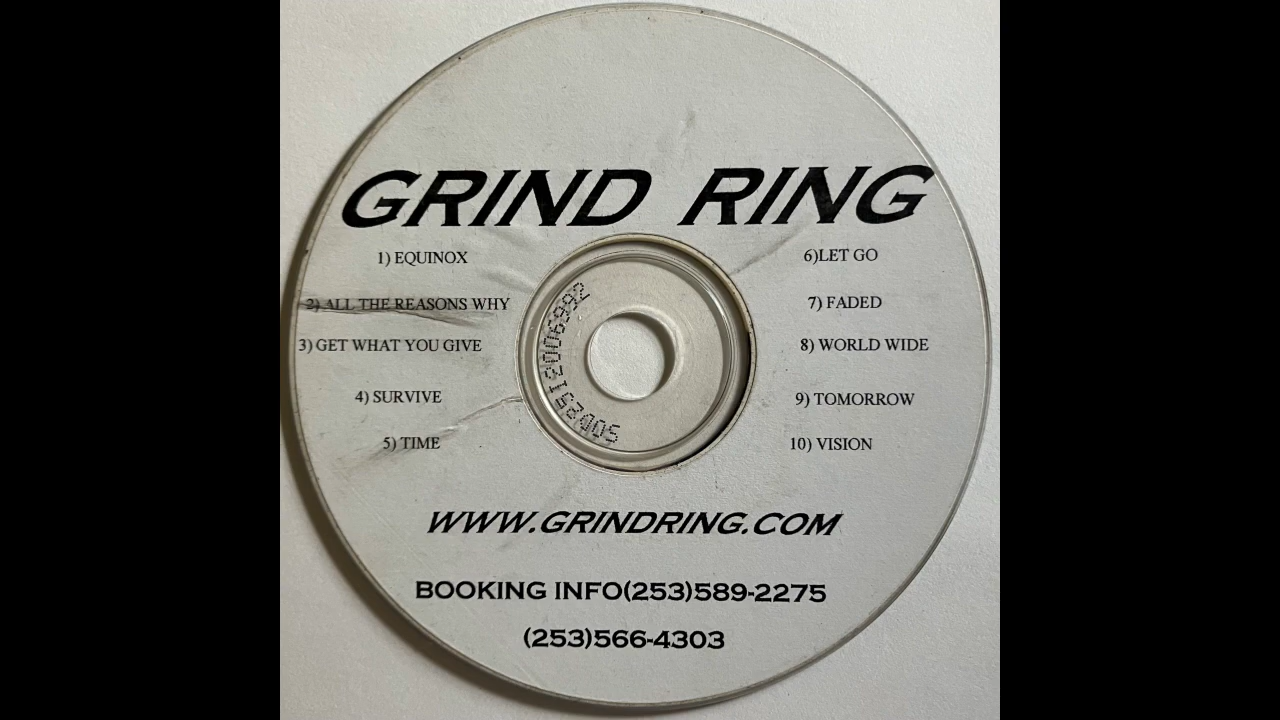 GRIND RING
1) EQUINOX
2) ALL THE REASONS WHY
3) GET WHAT YOU GIVE
4) SURVIVE
5) TIME
6)LET GO
7) FADED
8) WORLD WIDE
9) TOMORROW
10) VISION
WWW.GRINDRING.COM
BOOKING INFO(253)589-2275
(253)566-4303